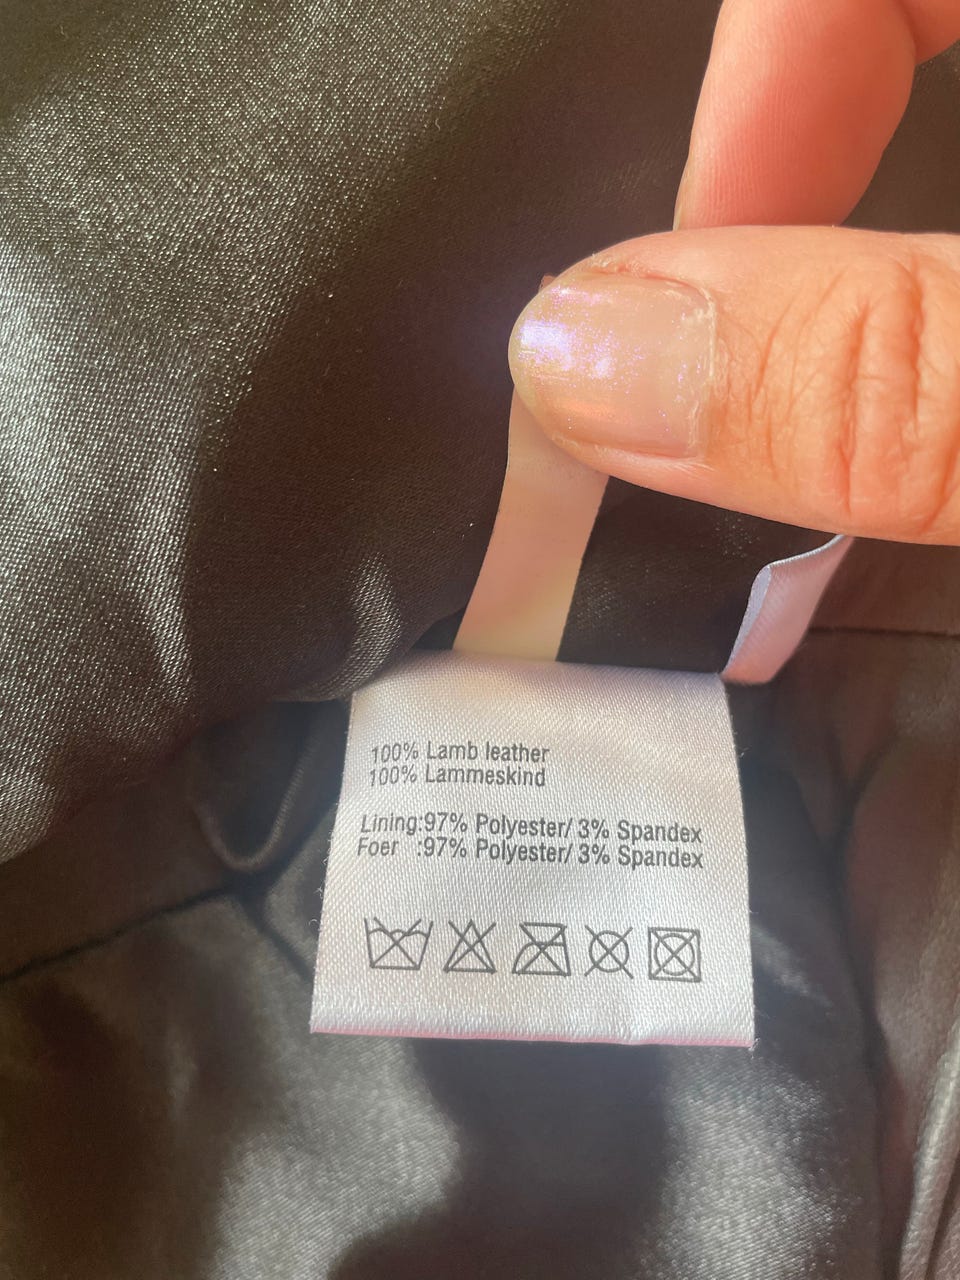 100% Lamb leather
100% Lammeskind
Lining:97% Polyester/ 3% Spandex
Foer :97% Polyester/ 3% Spandex